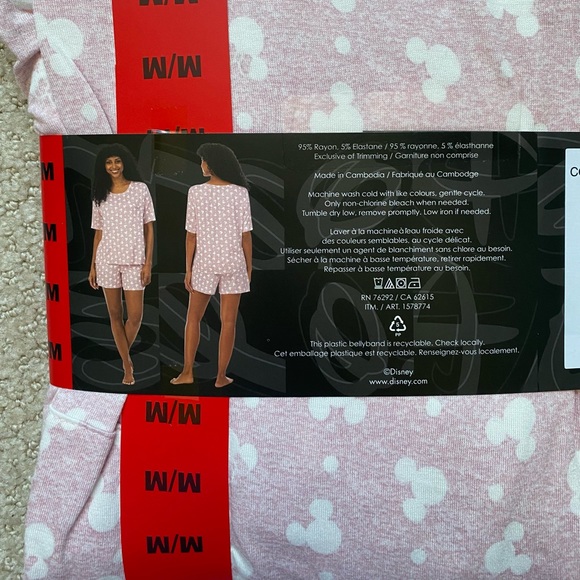 M/M
M/M
M/M
M
M
M
M
95% Rayon, 5% Elastane / 95 % rayonne, 5 % élasthanne
Exclusive of Trimming / Garniture non comprise
Made in Cambodia / Fabriqué au Cambodge
Machine wash cold with like colours, gentle cycle.
Only non-chlorine bleach when needed.
Tumble dry low, remove promptly. Low iron if needed.
Laver à la machine à l'eau froide avec
des couleurs semblables, au cycle délicat.
Utiliser seulement un agent de blanchiment sans chlore au besoin.
Sécher à la machine à basse température, retirer rapidement.
Repasser à basse température au besoin.
RN 76292 / CA 62615
ITM. / ART. 1578774
PP
This plastic bellyband is recyclable. Check locally.
Cet emballage plastique est recyclable. Renseignez-vous localement.
©Disney
www.disney.com
M/M
M/M
M/M